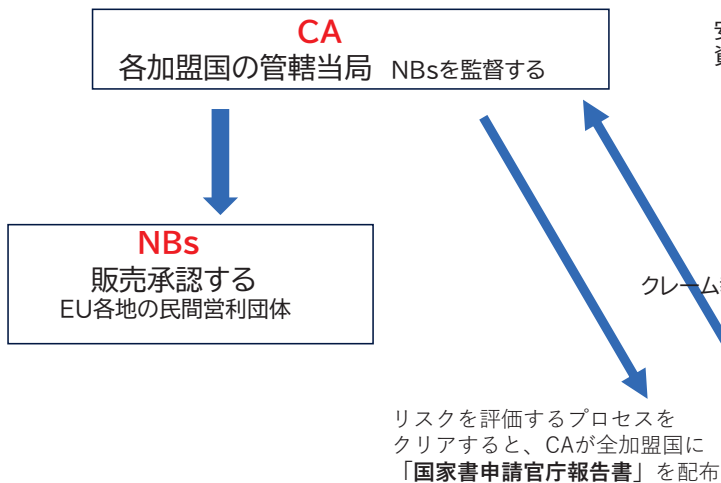 CA
各加盟国の管轄当局 NBsを監督する
NBs
販売承認する
EU各地の民間営利団体
クレーム
リスクを評価するプロセスを
クリアすると、CAが全加盟国に
「国家書申請官庁報告書」を配布